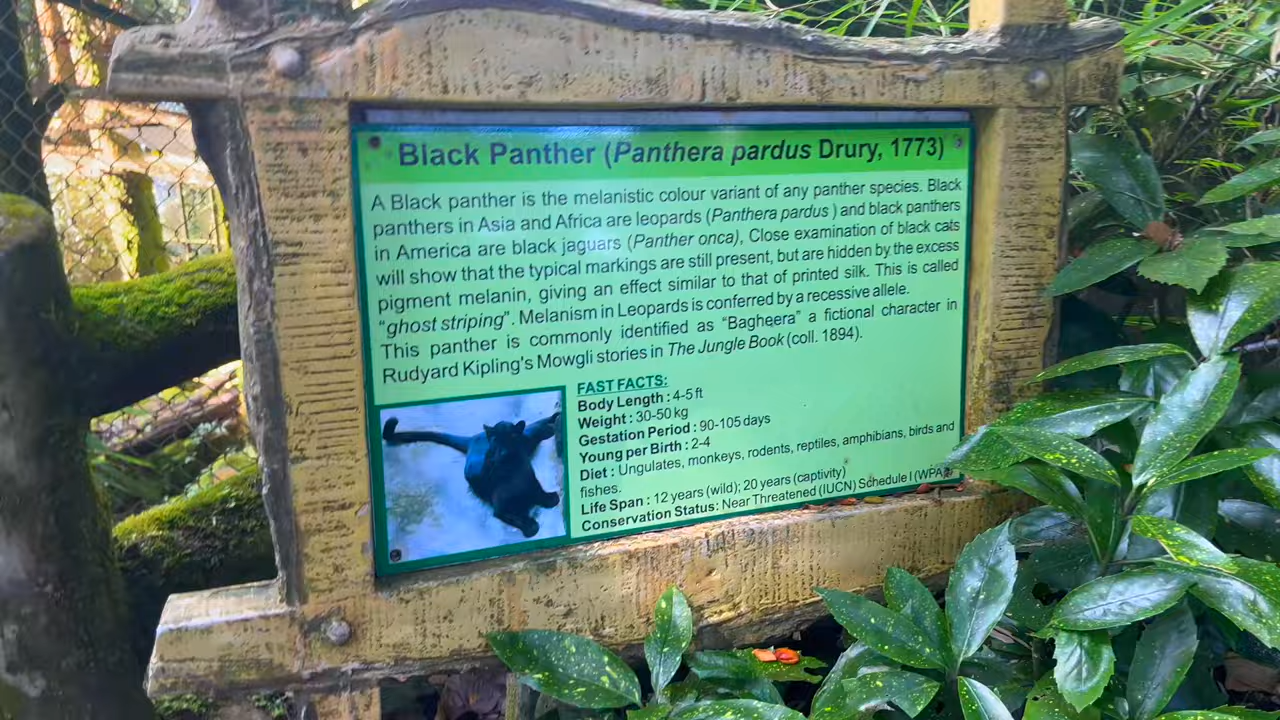 Black Panther (Panthera pardus Drury, 1773)
A Black panther is the melanistic colour variant of any panther species. Black
panthers in Asia and Africa are leopards (Panthera pardus ) and black panthers
in America are black jaguars (Panther onca), Close examination of black cats
will show that the typical markings are still present, but are hidden by the excess
pigment melanin, giving an effect similar to that of printed silk. This is called
“ghost striping”. Melanism in Leopards is conferred by a recessive allele.
This panther is commonly identified as “Bagheera” a fictional character in
Rudyard Kipling's Mowgli stories in The Jungle Book (coll. 1894).
FAST FACTS:
Body Length : 4-5 ft
Weight : 30-50 kg
Gestation Period : 90-105 days
Young per Birth : 2-4
Diet : Ungulates, monkeys, rodents, reptiles, amphibians, birds and
fishes.
Life Span : 12 years (wild); 20 years (captivity)
Conservation Status: Near Threatened (IUCN) Schedule I (WPA